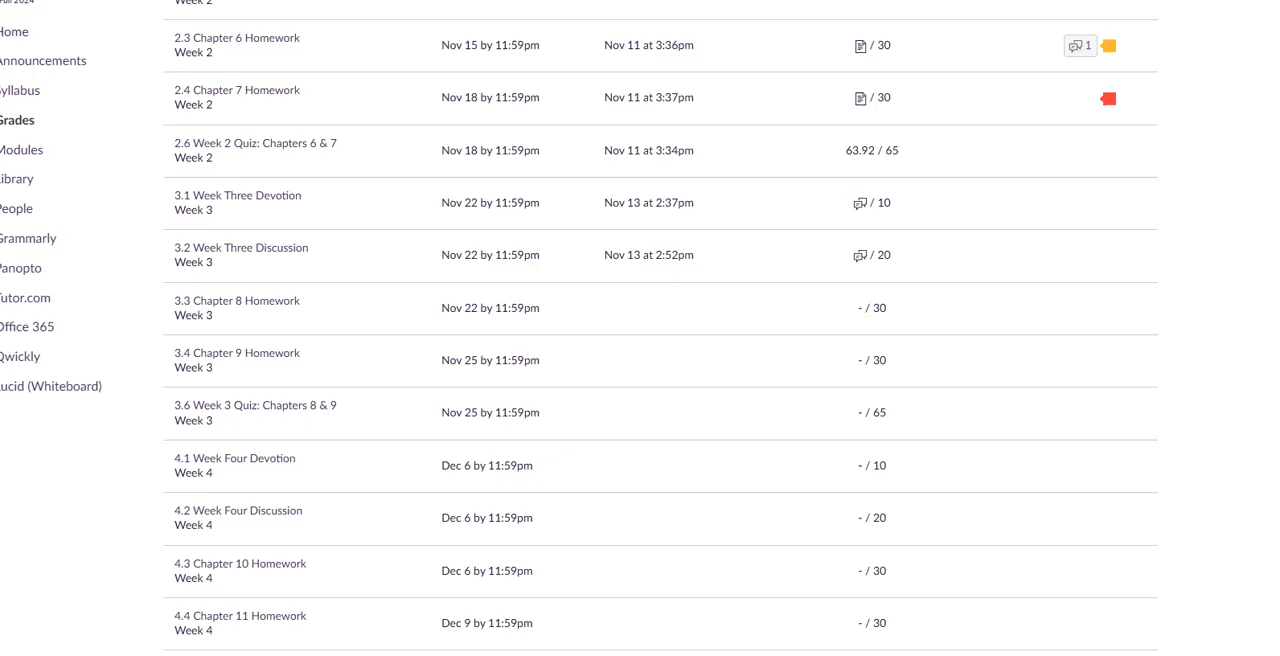 Fall 2024
Home
Announcements
Syllabus
Grades
Modules
Library
People
Grammarly
Panopto
Tutor.com
Office 365
Qwickly
Lucid (Whiteboard)
Week 2
2.3 Chapter 6 Homework Nov 15 by 11:59pm Nov 11 at 3:36pm / 30 1
Week 2
2.4 Chapter 7 Homework Nov 18 by 11:59pm Nov 11 at 3:37pm / 30
Week 2
2.6 Week 2 Quiz: Chapters 6 & 7 Nov 18 by 11:59pm Nov 11 at 3:34pm 63.92 / 65
Week 2
3.1 Week Three Devotion Nov 22 by 11:59pm Nov 13 at 2:37pm / 10
Week 3
3.2 Week Three Discussion Nov 22 by 11:59pm Nov 13 at 2:52pm / 20
Week 3
3.3 Chapter 8 Homework Nov 22 by 11:59pm - / 30
Week 3
3.4 Chapter 9 Homework Nov 25 by 11:59pm - / 30
Week 3
3.6 Week 3 Quiz: Chapters 8 & 9 Nov 25 by 11:59pm - / 65
Week 3
4.1 Week Four Devotion Dec 6 by 11:59pm - / 10
Week 4
4.2 Week Four Discussion Dec 6 by 11:59pm - / 20
Week 4
4.3 Chapter 10 Homework Dec 6 by 11:59pm - / 30
Week 4
4.4 Chapter 11 Homework Dec 9 by 11:59pm - / 30
Week 4